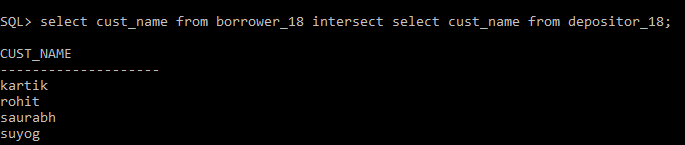 SQL> select cust_name from borrower_18 intersect select cust_name from depositor_18;
CUST_NAME
--------------------
kartik
rohit
saurabh
suyog